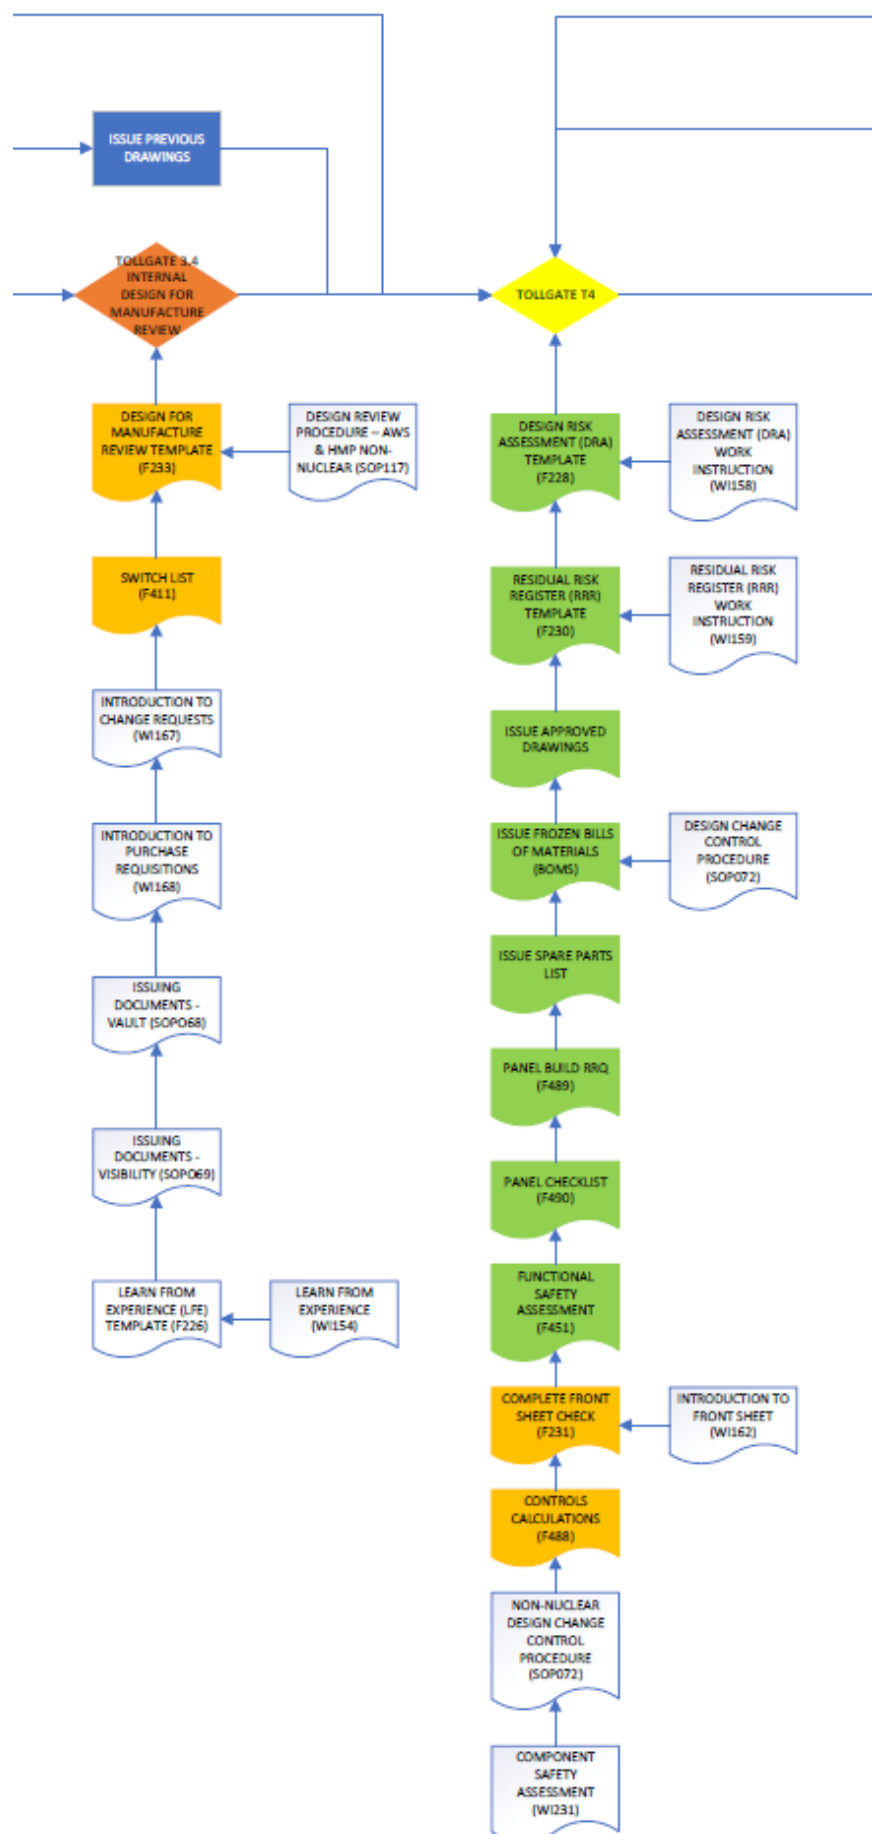 ISSUE PREVIOUS
DRAWINGS
TOLLGATE 3.4
INTERNAL
DESIGN FOR
MANUFACTURE
REVIEW
TOLLGATE T4
DESIGN FOR
MANUFACTURE
REVIEW TEMPLATE
(F233)
DESIGN REVIEW
PROCEDURE – AWS
& HMP NON-
NUCLEAR (SOP117)
DESIGN RISK
ASSESSMENT (DRA)
TEMPLATE
(F228)
DESIGN RISK
ASSESSMENT (DRA)
WORK
INSTRUCTION
(WI158)
SWITCH LIST
(F411)
RESIDUAL RISK
REGISTER (RRR)
TEMPLATE
(F230)
RESIDUAL RISK
REGISTER (RRR)
WORK
INSTRUCTION
(WI159)
INTRODUCTION TO
CHANGE REQUESTS
(WI167)
ISSUE APPROVED
DRAWINGS
INTRODUCTION TO
PURCHASE
REQUISITIONS
(WI168)
ISSUE FROZEN BILLS
OF MATERIALS
(BOMS)
DESIGN CHANGE
CONTROL
PROCEDURE
(SOP072)
ISSUING
DOCUMENTS -
VAULT (SOPO68)
ISSUE SPARE PARTS
LIST
PANEL BUILD RRQ
(F489)
ISSUING
DOCUMENTS -
VISIBILITY (SOPO69)
PANEL CHECKLIST
(F490)
LEARN FROM
EXPERIENCE (LFE)
TEMPLATE (F226)
LEARN FROM
EXPERIENCE
(WI154)
FUNCTIONAL
SAFETY
ASSESSMENT
(F451)
COMPLETE FRONT
SHEET CHECK
(F231)
INTRODUCTION TO
FRONT SHEET
(WI162)
CONTROLS
CALCULATIONS
(F488)
NON-NUCLEAR
DESIGN CHANGE
CONTROL
PROCEDURE
(SOP072)
COMPONENT
SAFETY
ASSESSMENT
(WI231)